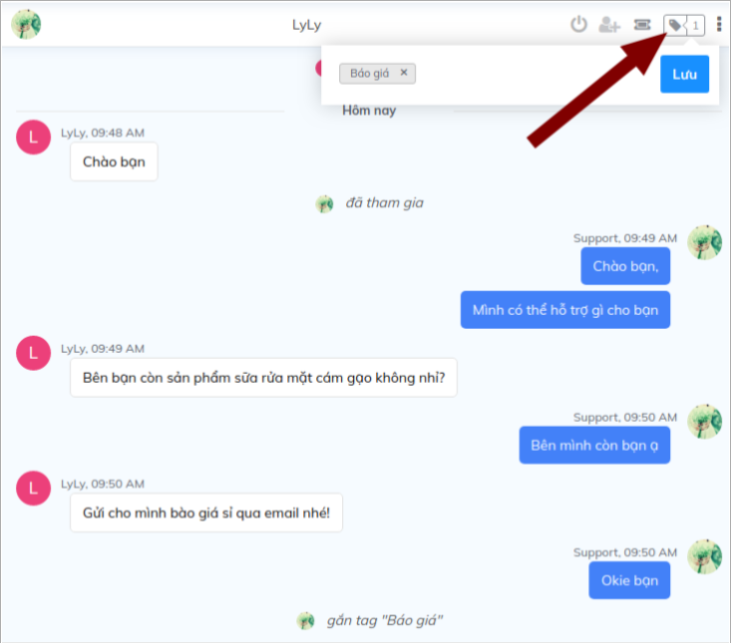 LyLy
1
Báo giá ×
Lưu
Hôm nay
LyLy, 09:48 AM
L
Chào bạn
đã tham gia
Support, 09:49 AM
Chào bạn,
Mình có thể hỗ trợ gì cho bạn
LyLy, 09:49 AM
L
Bên bạn còn sản phẩm sữa rửa mặt cám gạo không nhỉ?
Support, 09:50 AM
Bên mình còn bạn ạ
LyLy, 09:50 AM
L
Gửi cho mình bào giá sỉ qua email nhé!
Support, 09:50 AM
Okie bạn
gắn tag "Báo giá"